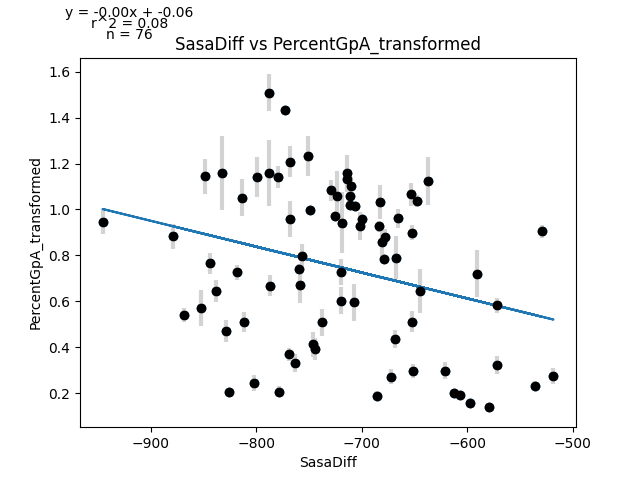 y = -0.00x + -0.06
r^2 = 0.08
n = 76
SasaDiff vs PercentGpA_transformed
1.6
1.4
1.2
1.0
0.8
0.6
0.4
0.2
PercentGpA_transformed
−900
−800
−700
−600
−500
SasaDiff